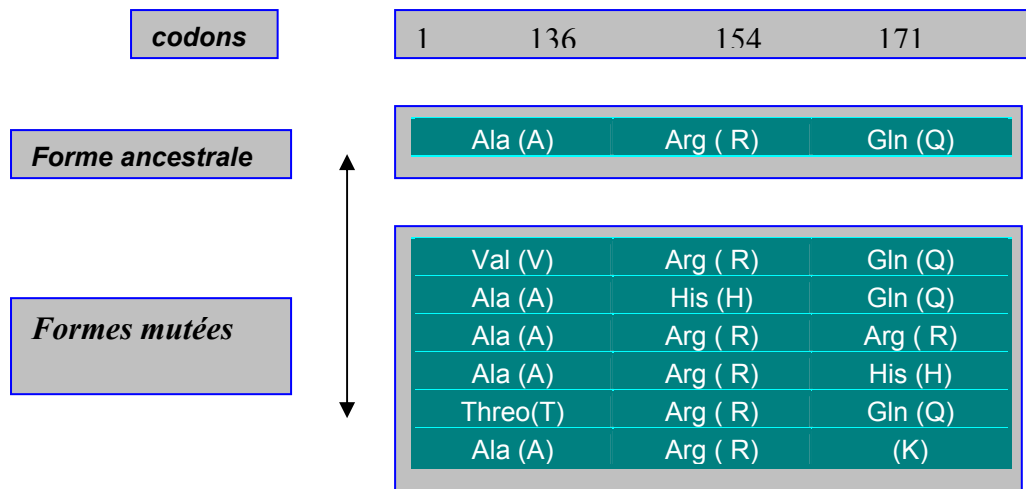 codons
1 136 154 171
Forme ancestrale
Ala (A) Arg ( R) Gln (Q)
Formes mutées
Val (V) Arg ( R) Gln (Q)
Ala (A) His (H) Gln (Q)
Ala (A) Arg ( R) Arg ( R)
Ala (A) Arg ( R) His (H)
Threo(T) Arg ( R) Gln (Q)
Ala (A) Arg ( R) (K)